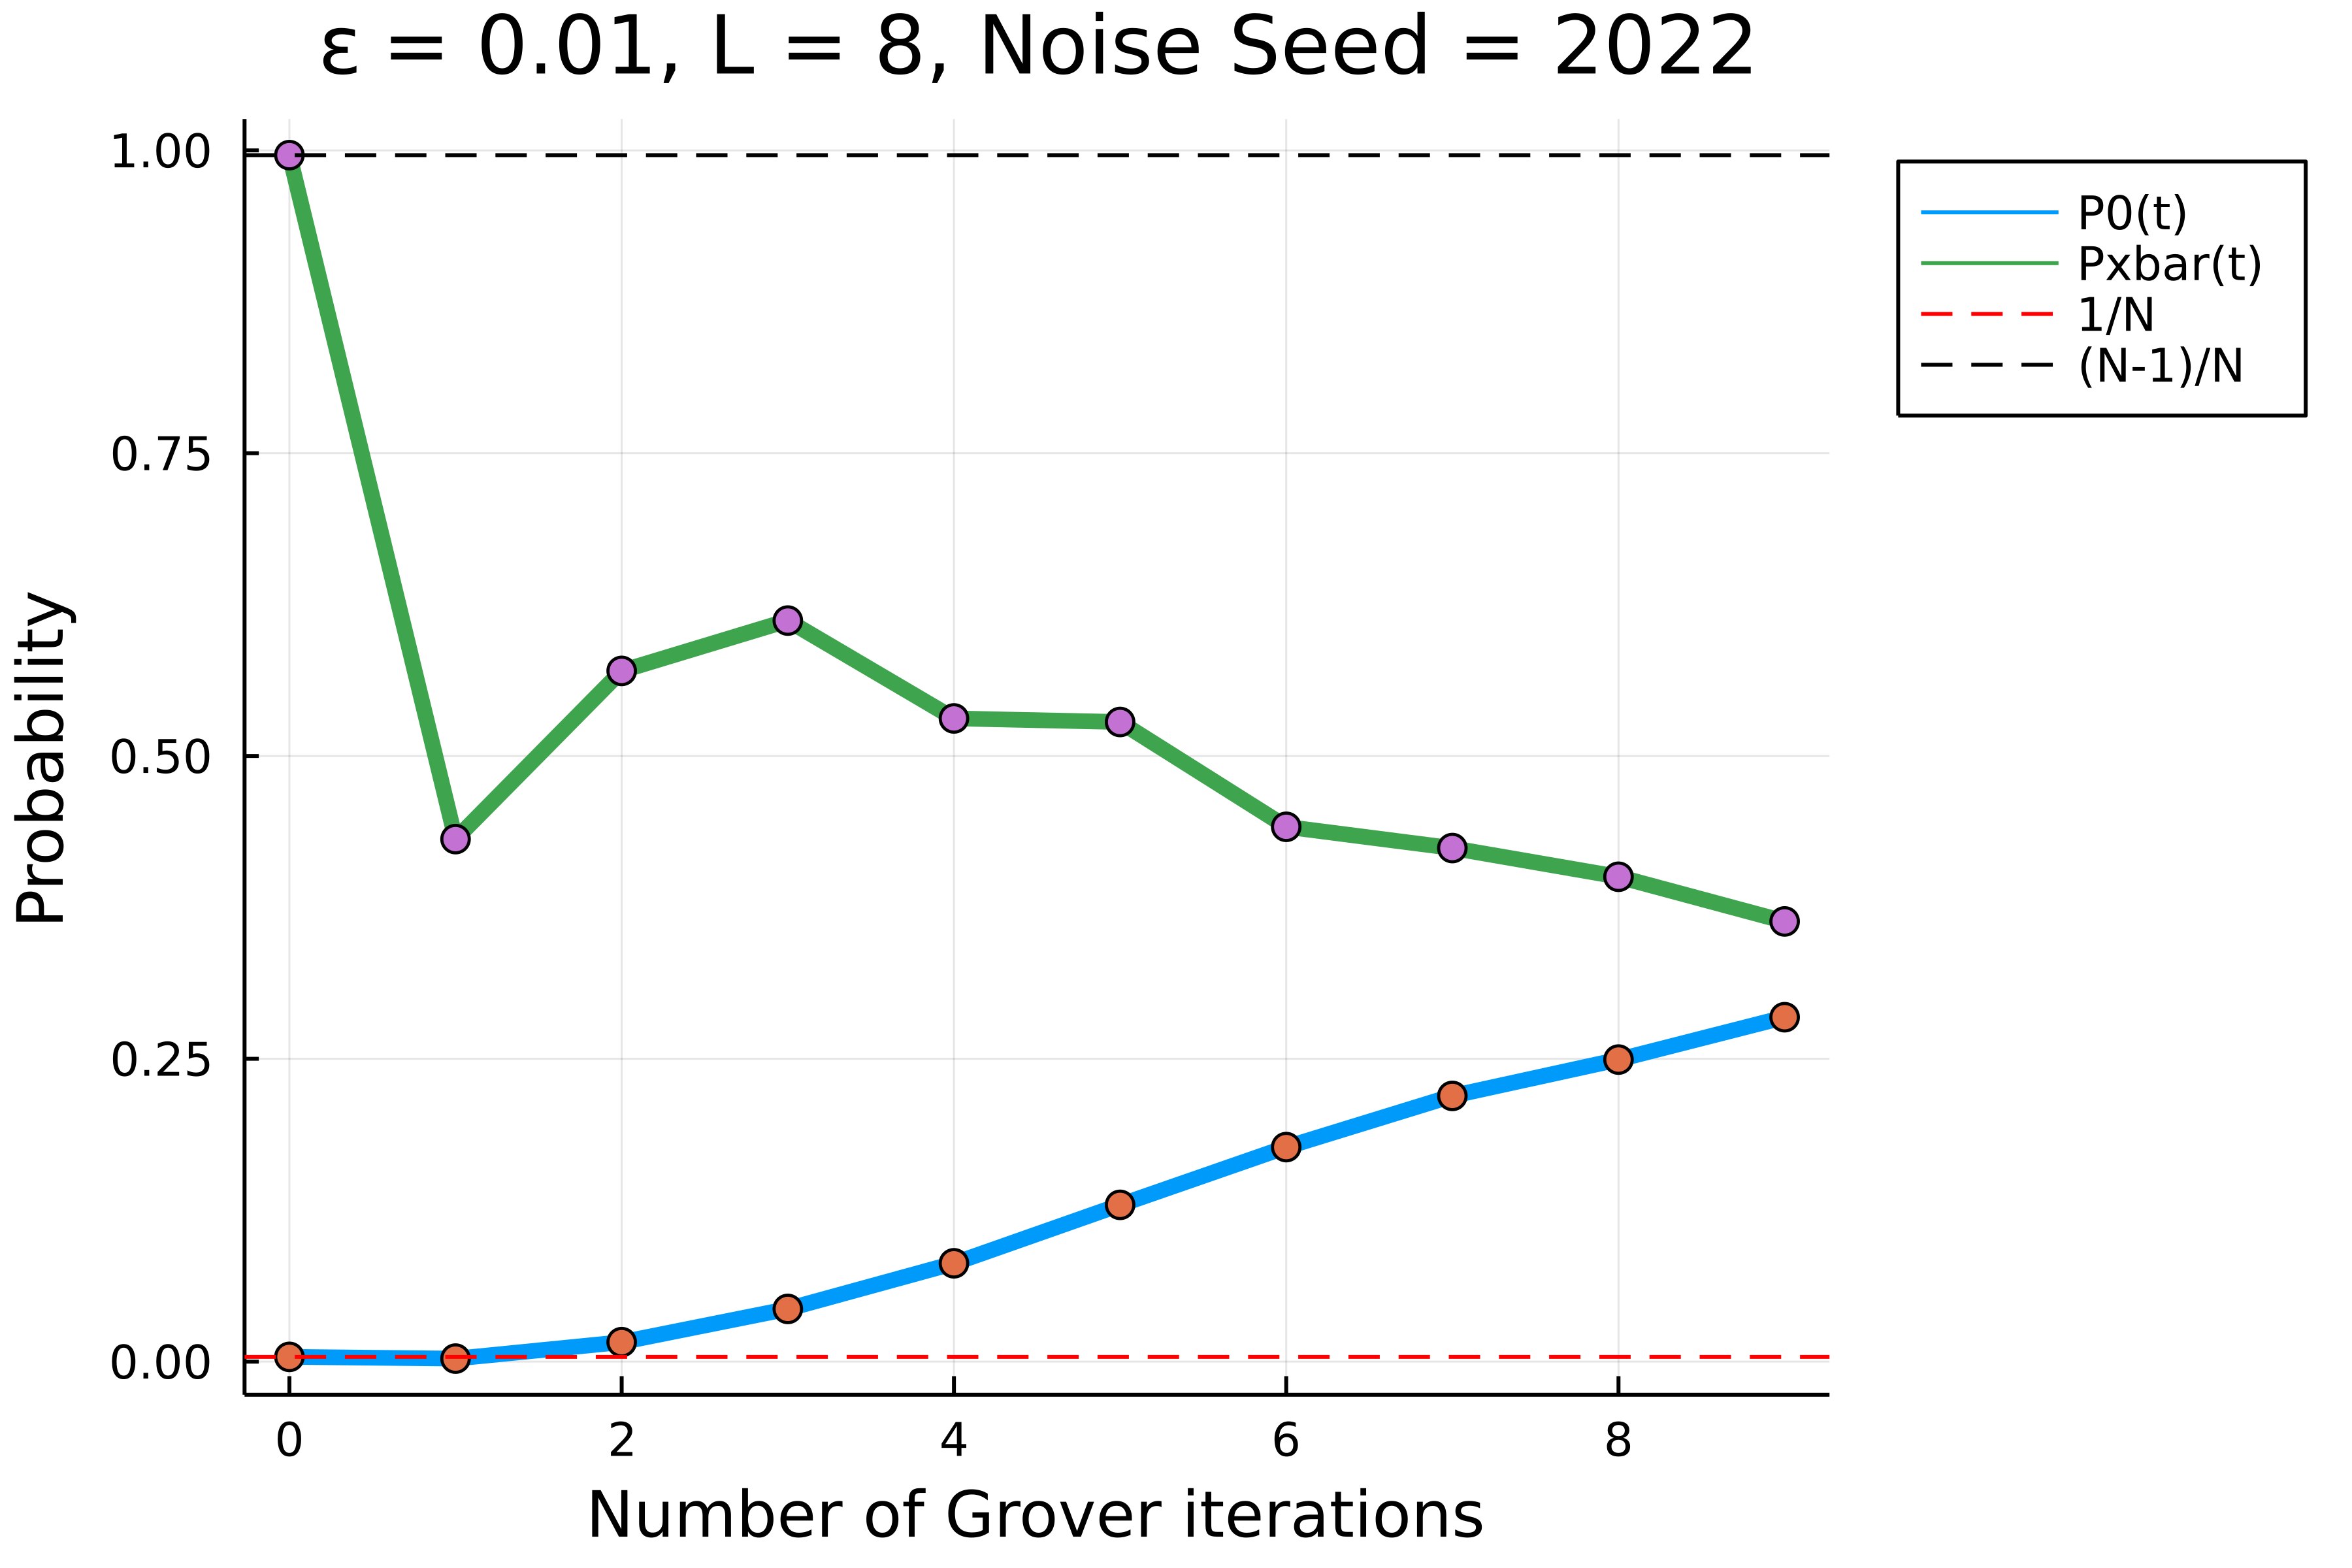 ε = 0.01, L = 8, Noise Seed = 2022
1.00
0.75
0.50
0.25
0.00
Probability
0 2 4 6 8
Number of Grover iterations
P0(t)
Pxbar(t)
1/N
(N-1)/N